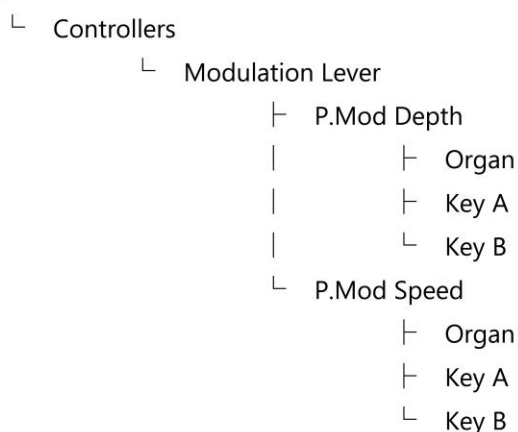 └ Controllers
└ Modulation Lever
├ P.Mod Depth
│ ├ Organ
│ ├ Key A
│ └ Key B
└ P.Mod Speed
├ Organ
├ Key A
└ Key B